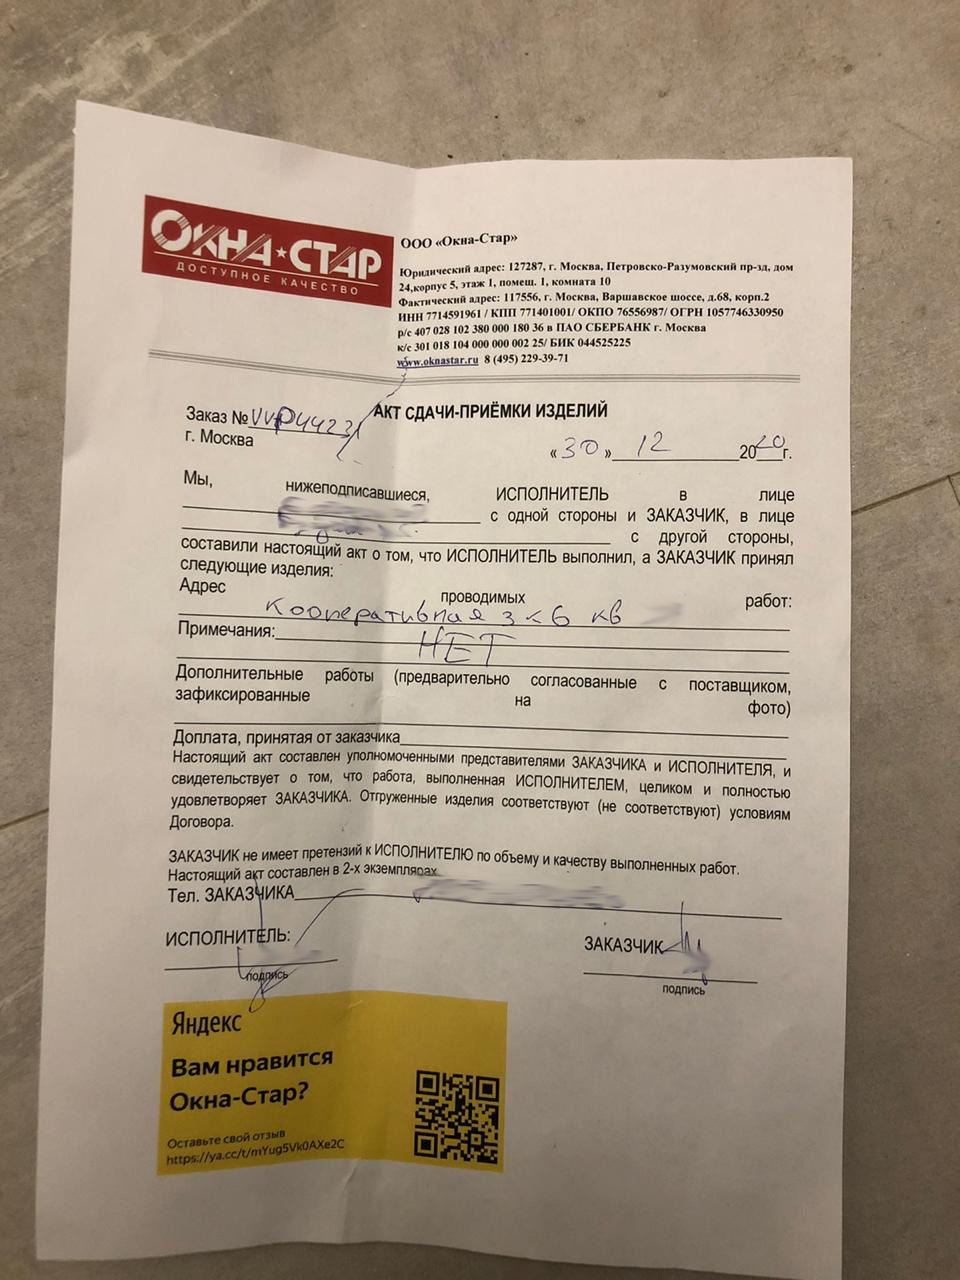 ОКНА СТАР
ДОСТУПНОЕ КАЧЕСТВО
ООО «Окна-Стар»
Юридический адрес: 127287, г. Москва, Петровско-Разумовский пр-зд, дом
24,корпус 5, этаж 1, помещ. 1, комната 10
Фактический адрес: 117556, г. Москва, Варшавское шоссе, д.68, корп.2
ИНН 7714591961 / КПП 771401001/ ОКПО 76556987/ ОГРН 1057746330950
р/с 407 028 102 380 000 180 36 в ПАО СБЕРБАНК г. Москва
к/с 301 018 104 000 000 002 25/ БИК 044525225
www.oknastar.ru 8 (495) 229-39-71
АКТ СДАЧИ-ПРИЁМКИ ИЗДЕЛИЙ
Заказ №
г. Москва
«30» 12 2020г.
Мы, нижеподписавшиеся, ИСПОЛНИТЕЛЬ в лице
с одной стороны и ЗАКАЗЧИК, в лице
с другой стороны,
составили настоящий акт о том, что ИСПОЛНИТЕЛЬ выполнил, а ЗАКАЗЧИК принял
следующие изделия:
Адрес проводимых работ:
Кооперативная 3 к6 кв
Примечания: НЕТ
Дополнительные работы (предварительно согласованные с поставщиком,
зафиксированные на фото)
Доплата, принятая от заказчика
Настоящий акт составлен уполномоченными представителями ЗАКАЗЧИКА и ИСПОЛНИТЕЛЯ, и
свидетельствует о том, что работа, выполненная ИСПОЛНИТЕЛЕМ, целиком и полностью
удовлетворяет ЗАКАЗЧИКА. Отгруженные изделия соответствуют (не соответствуют) условиям
Договора.
ЗАКАЗЧИК не имеет претензий к ИСПОЛНИТЕЛЮ по объему и качеству выполненных работ.
Настоящий акт составлен в 2-х экземплярах
Тел. ЗАКАЗЧИКА
ИСПОЛНИТЕЛЬ:
подпись
ЗАКАЗЧИК
подпись
Яндекс
Вам нравится
Окна-Стар?
Оставьте свой отзыв
https://ya.cc/t/mYug5Vk0AXe2C